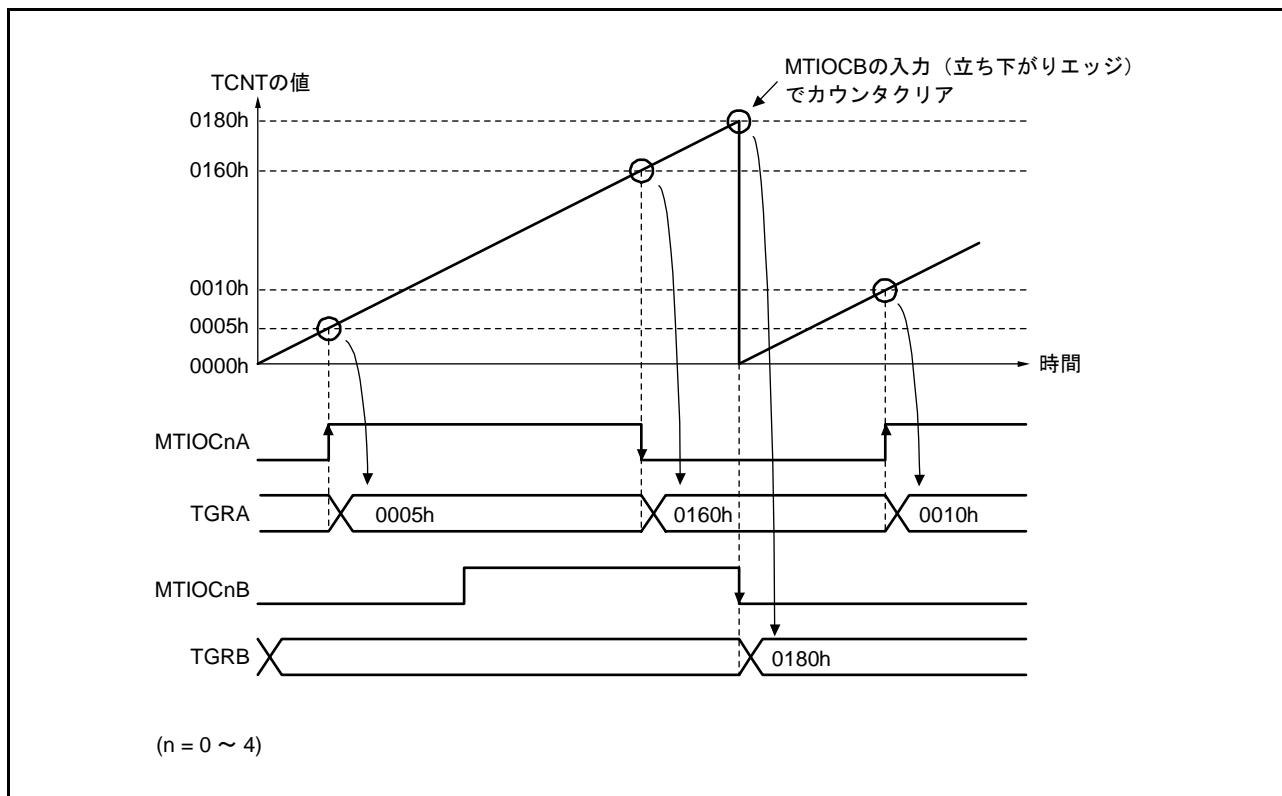 TCNTの値
MTIOCBの入力（立ち下がりエッジ）
でカウンタクリア
0180h
0160h
0010h
0005h
0000h
時間
MTIOCnA
TGRA
0005h
0160h
0010h
MTIOCnB
TGRB
0180h
(n = 0 ～ 4)